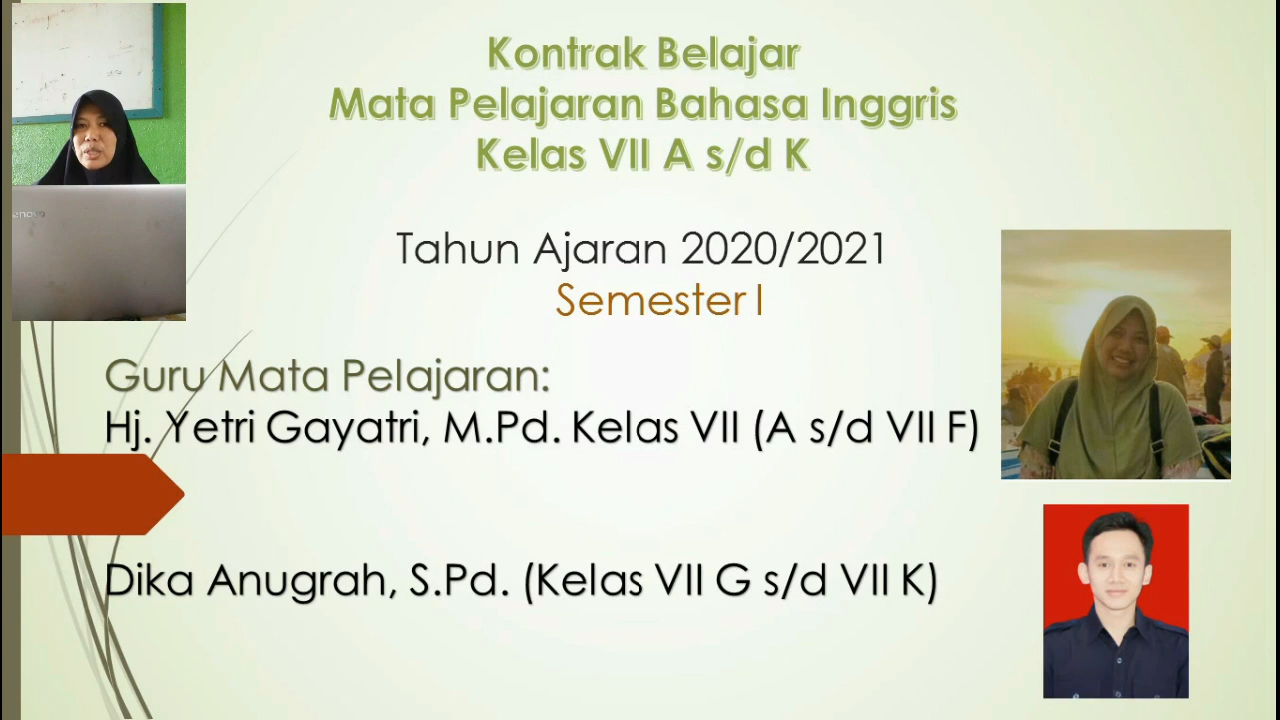 Kontrak Belajar
Mata Pelajaran Bahasa Inggris
Kelas VII A s/d K
Tahun Ajaran 2020/2021
Semester I
Guru Mata Pelajaran:
Hj. Yetri Gayatri, M.Pd. Kelas VII (A s/d VII F)
Dika Anugrah, S.Pd. (Kelas VII G s/d VII K)